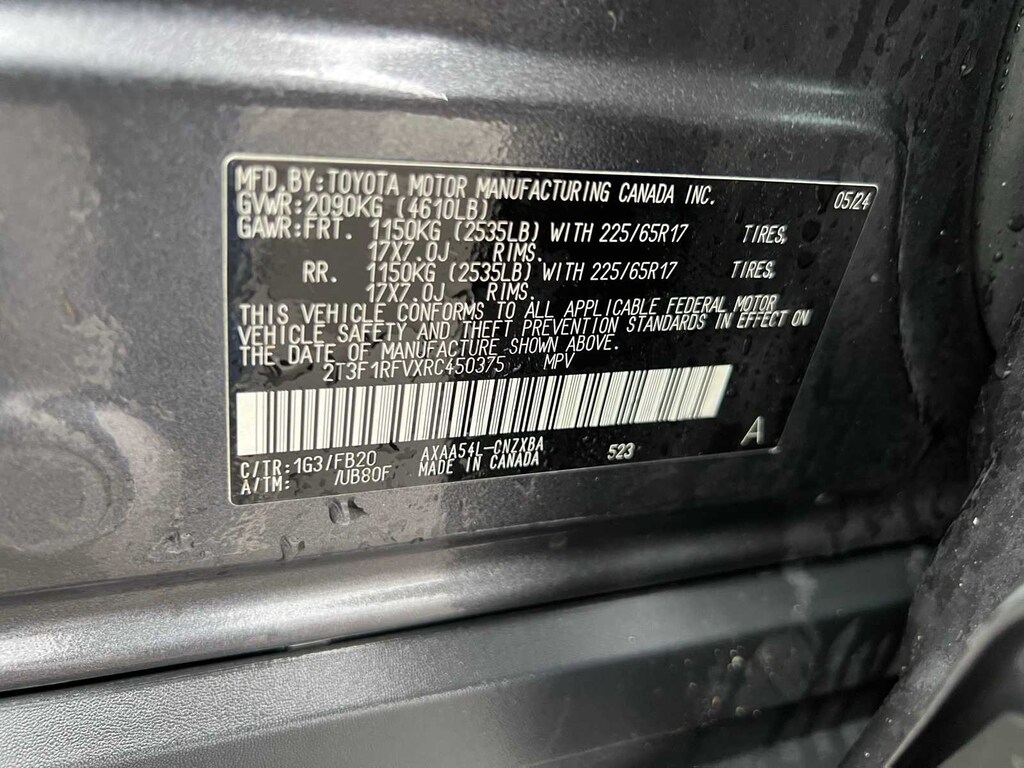 MFD.BY:TOYOTA MOTOR MANUFACTURING CANADA INC. 05/24
GVWR:2090KG (4610LB)
GAWR:FRT. 1150KG (2535LB) WITH 225/65R17 TIRES,
17X7.0J RIMS.
RR. 1150KG (2535LB) WITH 225/65R17 TIRES,
17X7.0J RIMS.
THIS VEHICLE CONFORMS TO ALL APPLICABLE FEDERAL MOTOR
VEHICLE SAFETY AND THEFT PREVENTION STANDARDS IN EFFECT ON
THE DATE OF MANUFACTURE SHOWN ABOVE.
2T3F1RFVXRC450375 MPV
C/TR:1G3/FB20 AXAA54L-CNZXBA 523 A
A/TM: /UB80F MADE IN CANADA